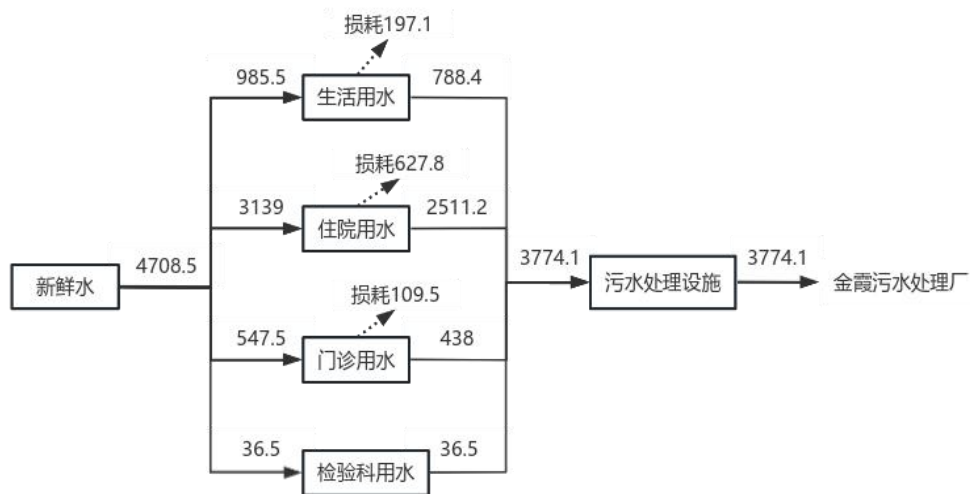 损耗197.1
985.5
生活用水
788.4
损耗627.8
3139
住院用水
2511.2
新鲜水
4708.5
3774.1
污水处理设施
3774.1
金霞污水处理厂
损耗109.5
547.5
门诊用水
438
36.5
检验科用水
36.5